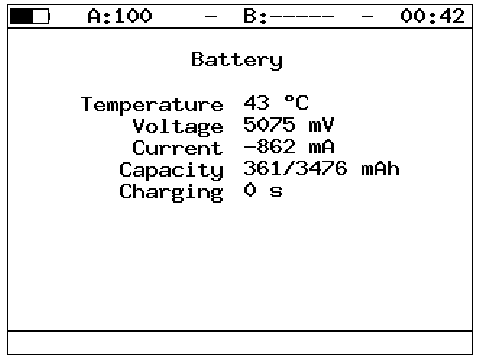 A:100 – B:----- – 00:42
Battery
Temperature 43 °C
Voltage 5075 mV
Current -862 mA
Capacity 361/3476 mAh
Charging 0 s